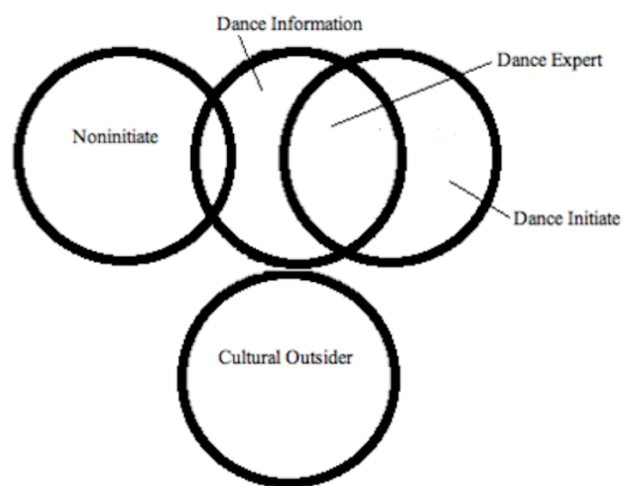 Dance Information
Dance Expert
Noninitiate
Dance Initiate
Cultural Outsider